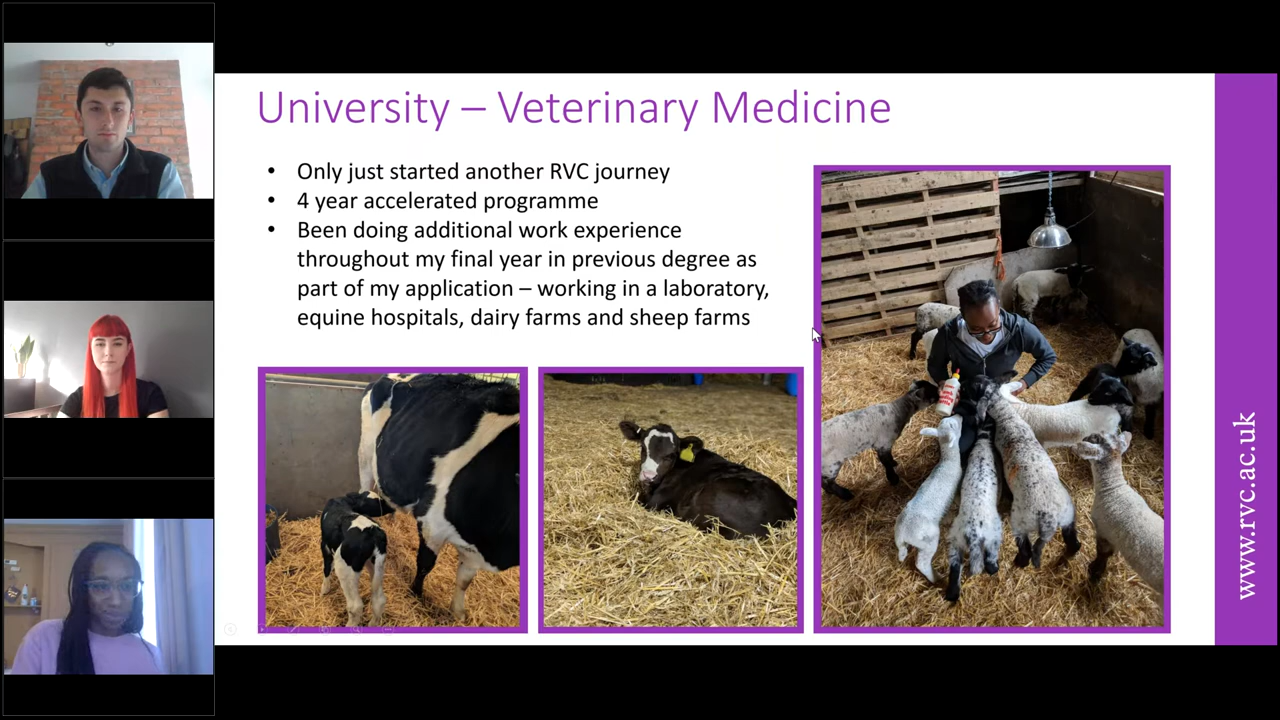 University – Veterinary Medicine
• Only just started another RVC journey
• 4 year accelerated programme
• Been doing additional work experience
throughout my final year in previous degree as
part of my application – working in a laboratory,
equine hospitals, dairy farms and sheep farms
www.rvc.ac.uk